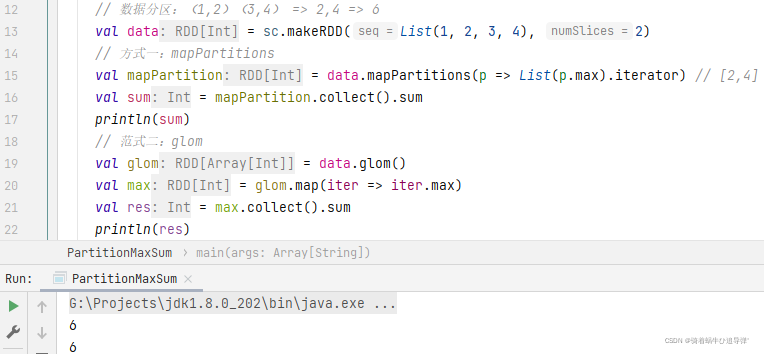 12 // 数据分区：（1,2）（3,4） => 2,4 => 6
13 val data: RDD[Int] = sc.makeRDD( seq = List(1, 2, 3, 4), numSlices = 2)
14 // 方式一：mapPartitions
15 val mapPartition: RDD[Int] = data.mapPartitions(p => List(p.max).iterator) // [2,4]
16 val sum: Int = mapPartition.collect().sum
17 println(sum)
18 // 范式二：glom
19 val glom: RDD[Array[Int]] = data.glom()
20 val max: RDD[Int] = glom.map(iter => iter.max)
21 val res: Int = max.collect().sum
22 println(res)
PartitionMaxSum › main(args: Array[String])
Run: PartitionMaxSum ×
G:\Projects\jdk1.8.0_202\bin\java.exe ...
6
6
CSDN @骑着蜗牛ひ追导弹'